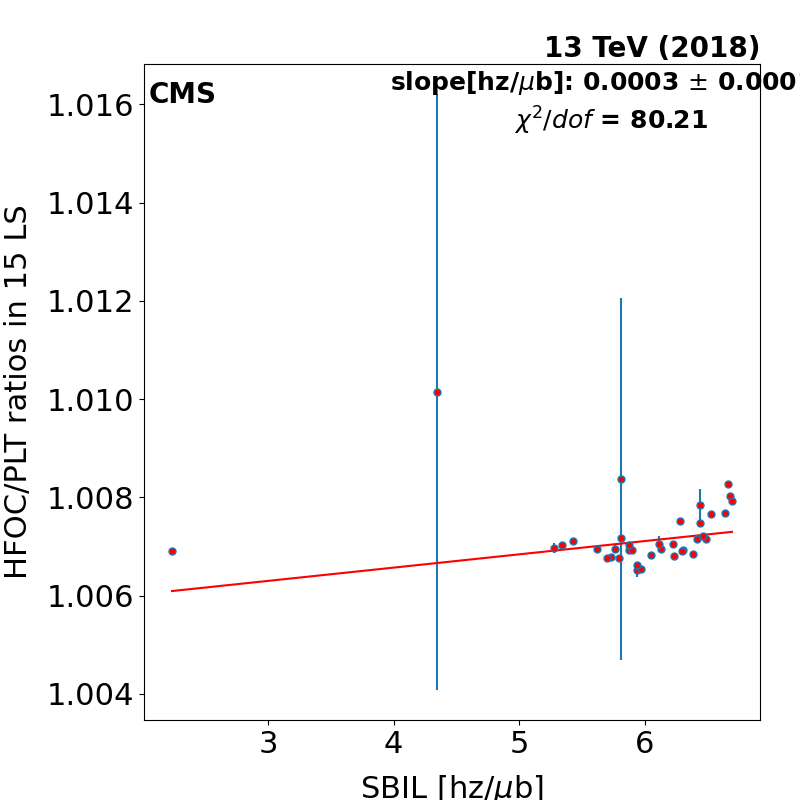 13 TeV (2018)
CMS
slope[hz/μb]: 0.0003 ± 0.000
χ²/dof = 80.21
HFOC/PLT ratios in 15 LS
1.016
1.014
1.012
1.010
1.008
1.006
1.004
3 4 5 6
SBIL [hz/μb]